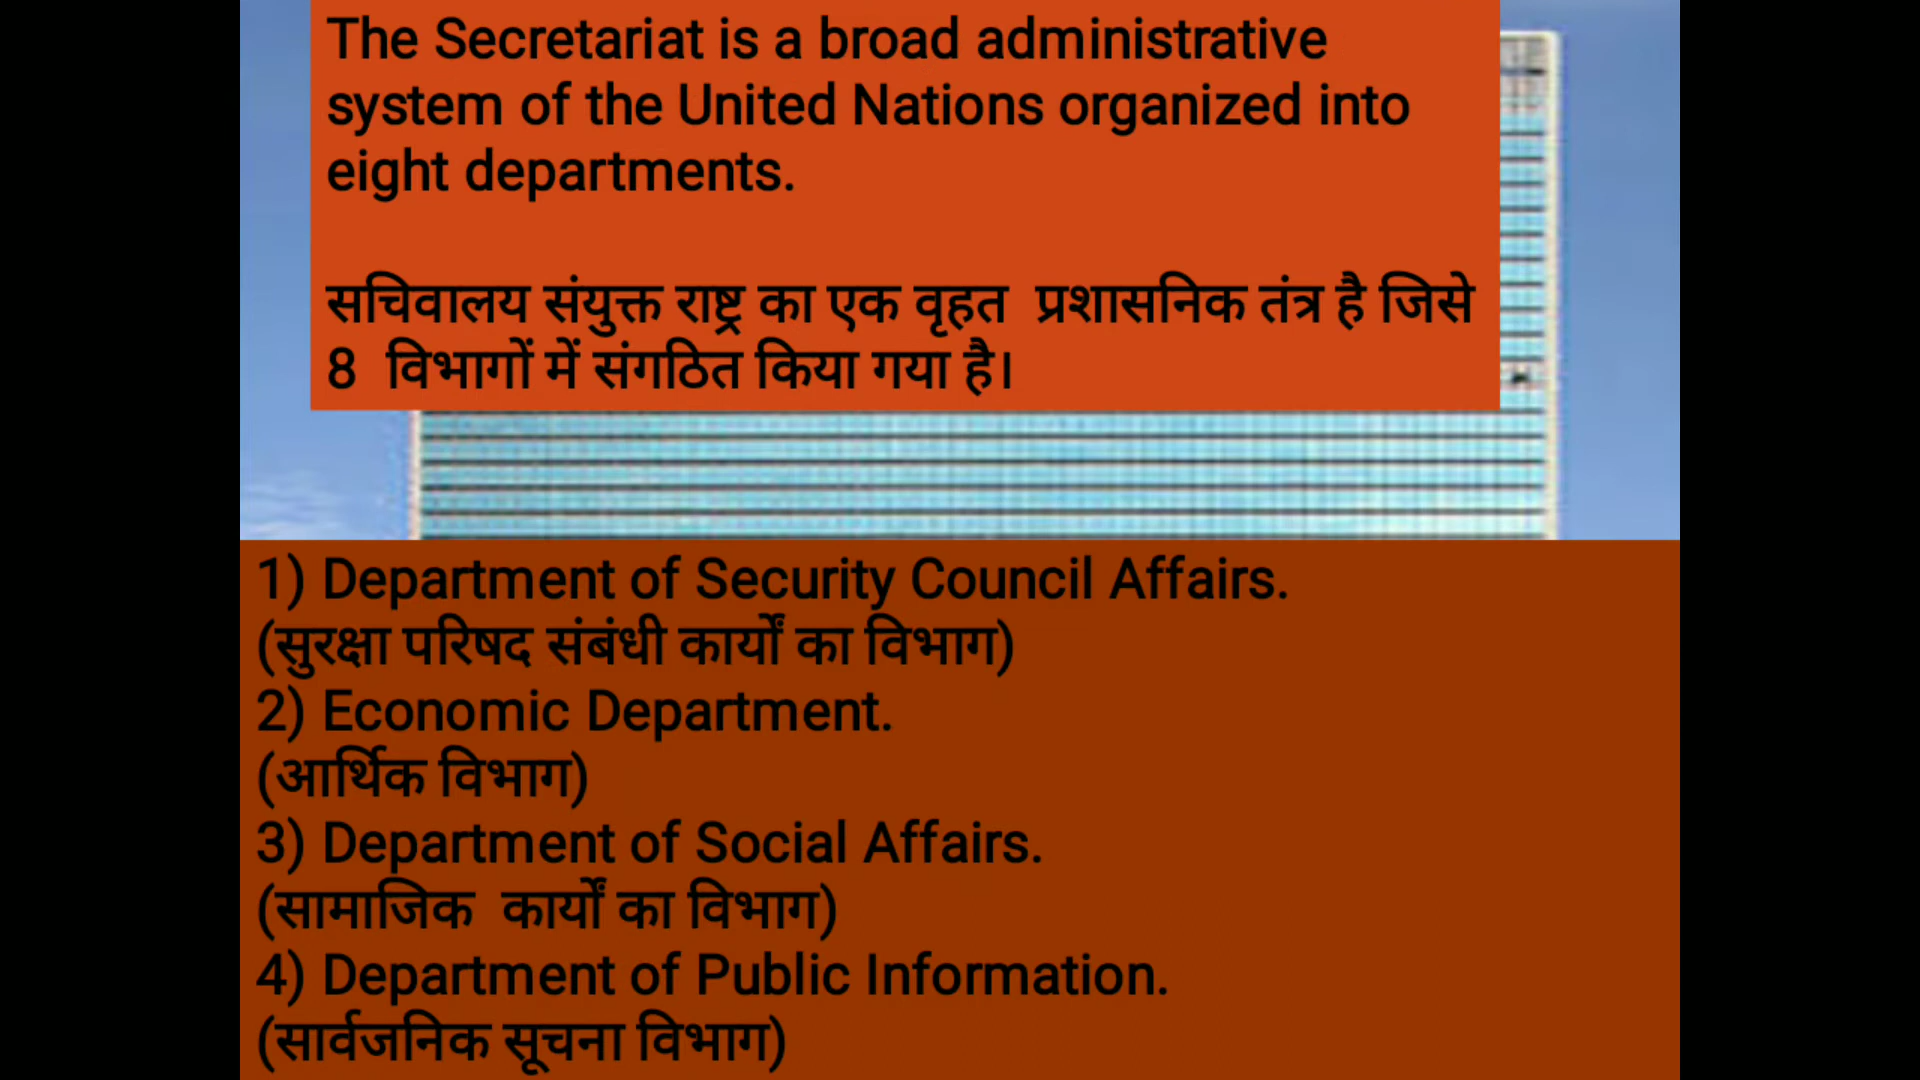 The Secretariat is a broad administrative
system of the United Nations organized into
eight departments.
सचिवालय संयुक्त राष्ट्र का एक वृहत प्रशासनिक तंत्र है जिसे
8 विभागों में संगठित किया गया है।
1) Department of Security Council Affairs.
(सुरक्षा परिषद संबंधी कार्यों का विभाग)
2) Economic Department.
(आर्थिक विभाग)
3) Department of Social Affairs.
(सामाजिक कार्यों का विभाग)
4) Department of Public Information.
(सार्वजनिक सूचना विभाग)